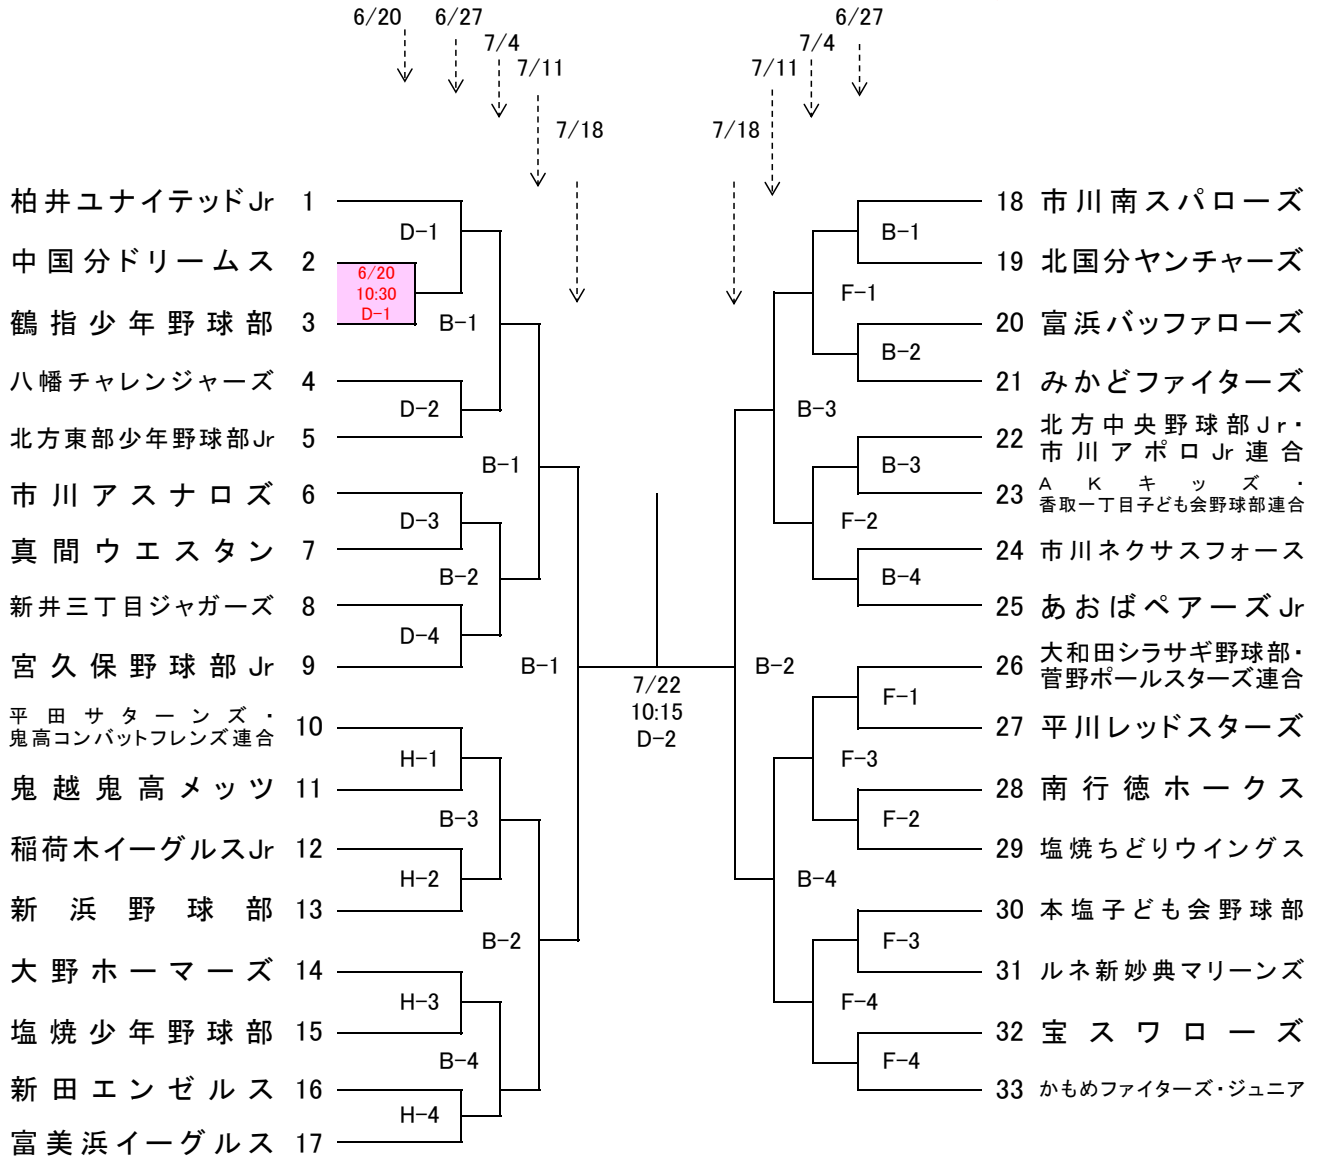 6/20
6/27
7/4
7/11
7/18
6/27
7/4
7/11
7/18
柏井ユナイテッドJr 1
中国分ドリームス 2
鶴指少年野球部 3
八幡チャレンジャーズ 4
北方東部少年野球部Jr 5
市川アスナロズ 6
真間ウエスタン 7
新井三丁目ジャガーズ 8
宮久保野球部Jr 9
平田サターンズ・
鬼高コンバットフレンズ連合 10
鬼越鬼高メッツ 11
稲荷木イーグルスJr 12
新浜野球部 13
大野ホーマーズ 14
塩焼少年野球部 15
新田エンゼルス 16
富美浜イーグルス 17
6/20
10:30
D-1
D-1
D-2
D-3
D-4
H-1
H-2
H-3
H-4
B-1
B-2
B-3
B-4
B-1
B-2
B-1
7/22
10:15
D-2
B-2
B-3
B-4
F-1
F-2
F-3
F-4
B-1
B-2
B-3
B-4
F-1
F-2
F-3
F-4
18 市川南スパローズ
19 北国分ヤンチャーズ
20 富浜バッファローズ
21 みかどファイターズ
22 北方中央野球部Jr・
市川アポロJr連合
23 AKキッズ・
香取一丁目子ども会野球部連合
24 市川ネクサスフォース
25 あおばペアーズJr
26 大和田シラサギ野球部・
菅野ポールスターズ連合
27 平川レッドスターズ
28 南行徳ホークス
29 塩焼ちどりウイングス
30 本塩子ども会野球部
31 ルネ新妙典マリーンズ
32 宝スワローズ
33 かもめファイターズ・ジュニア